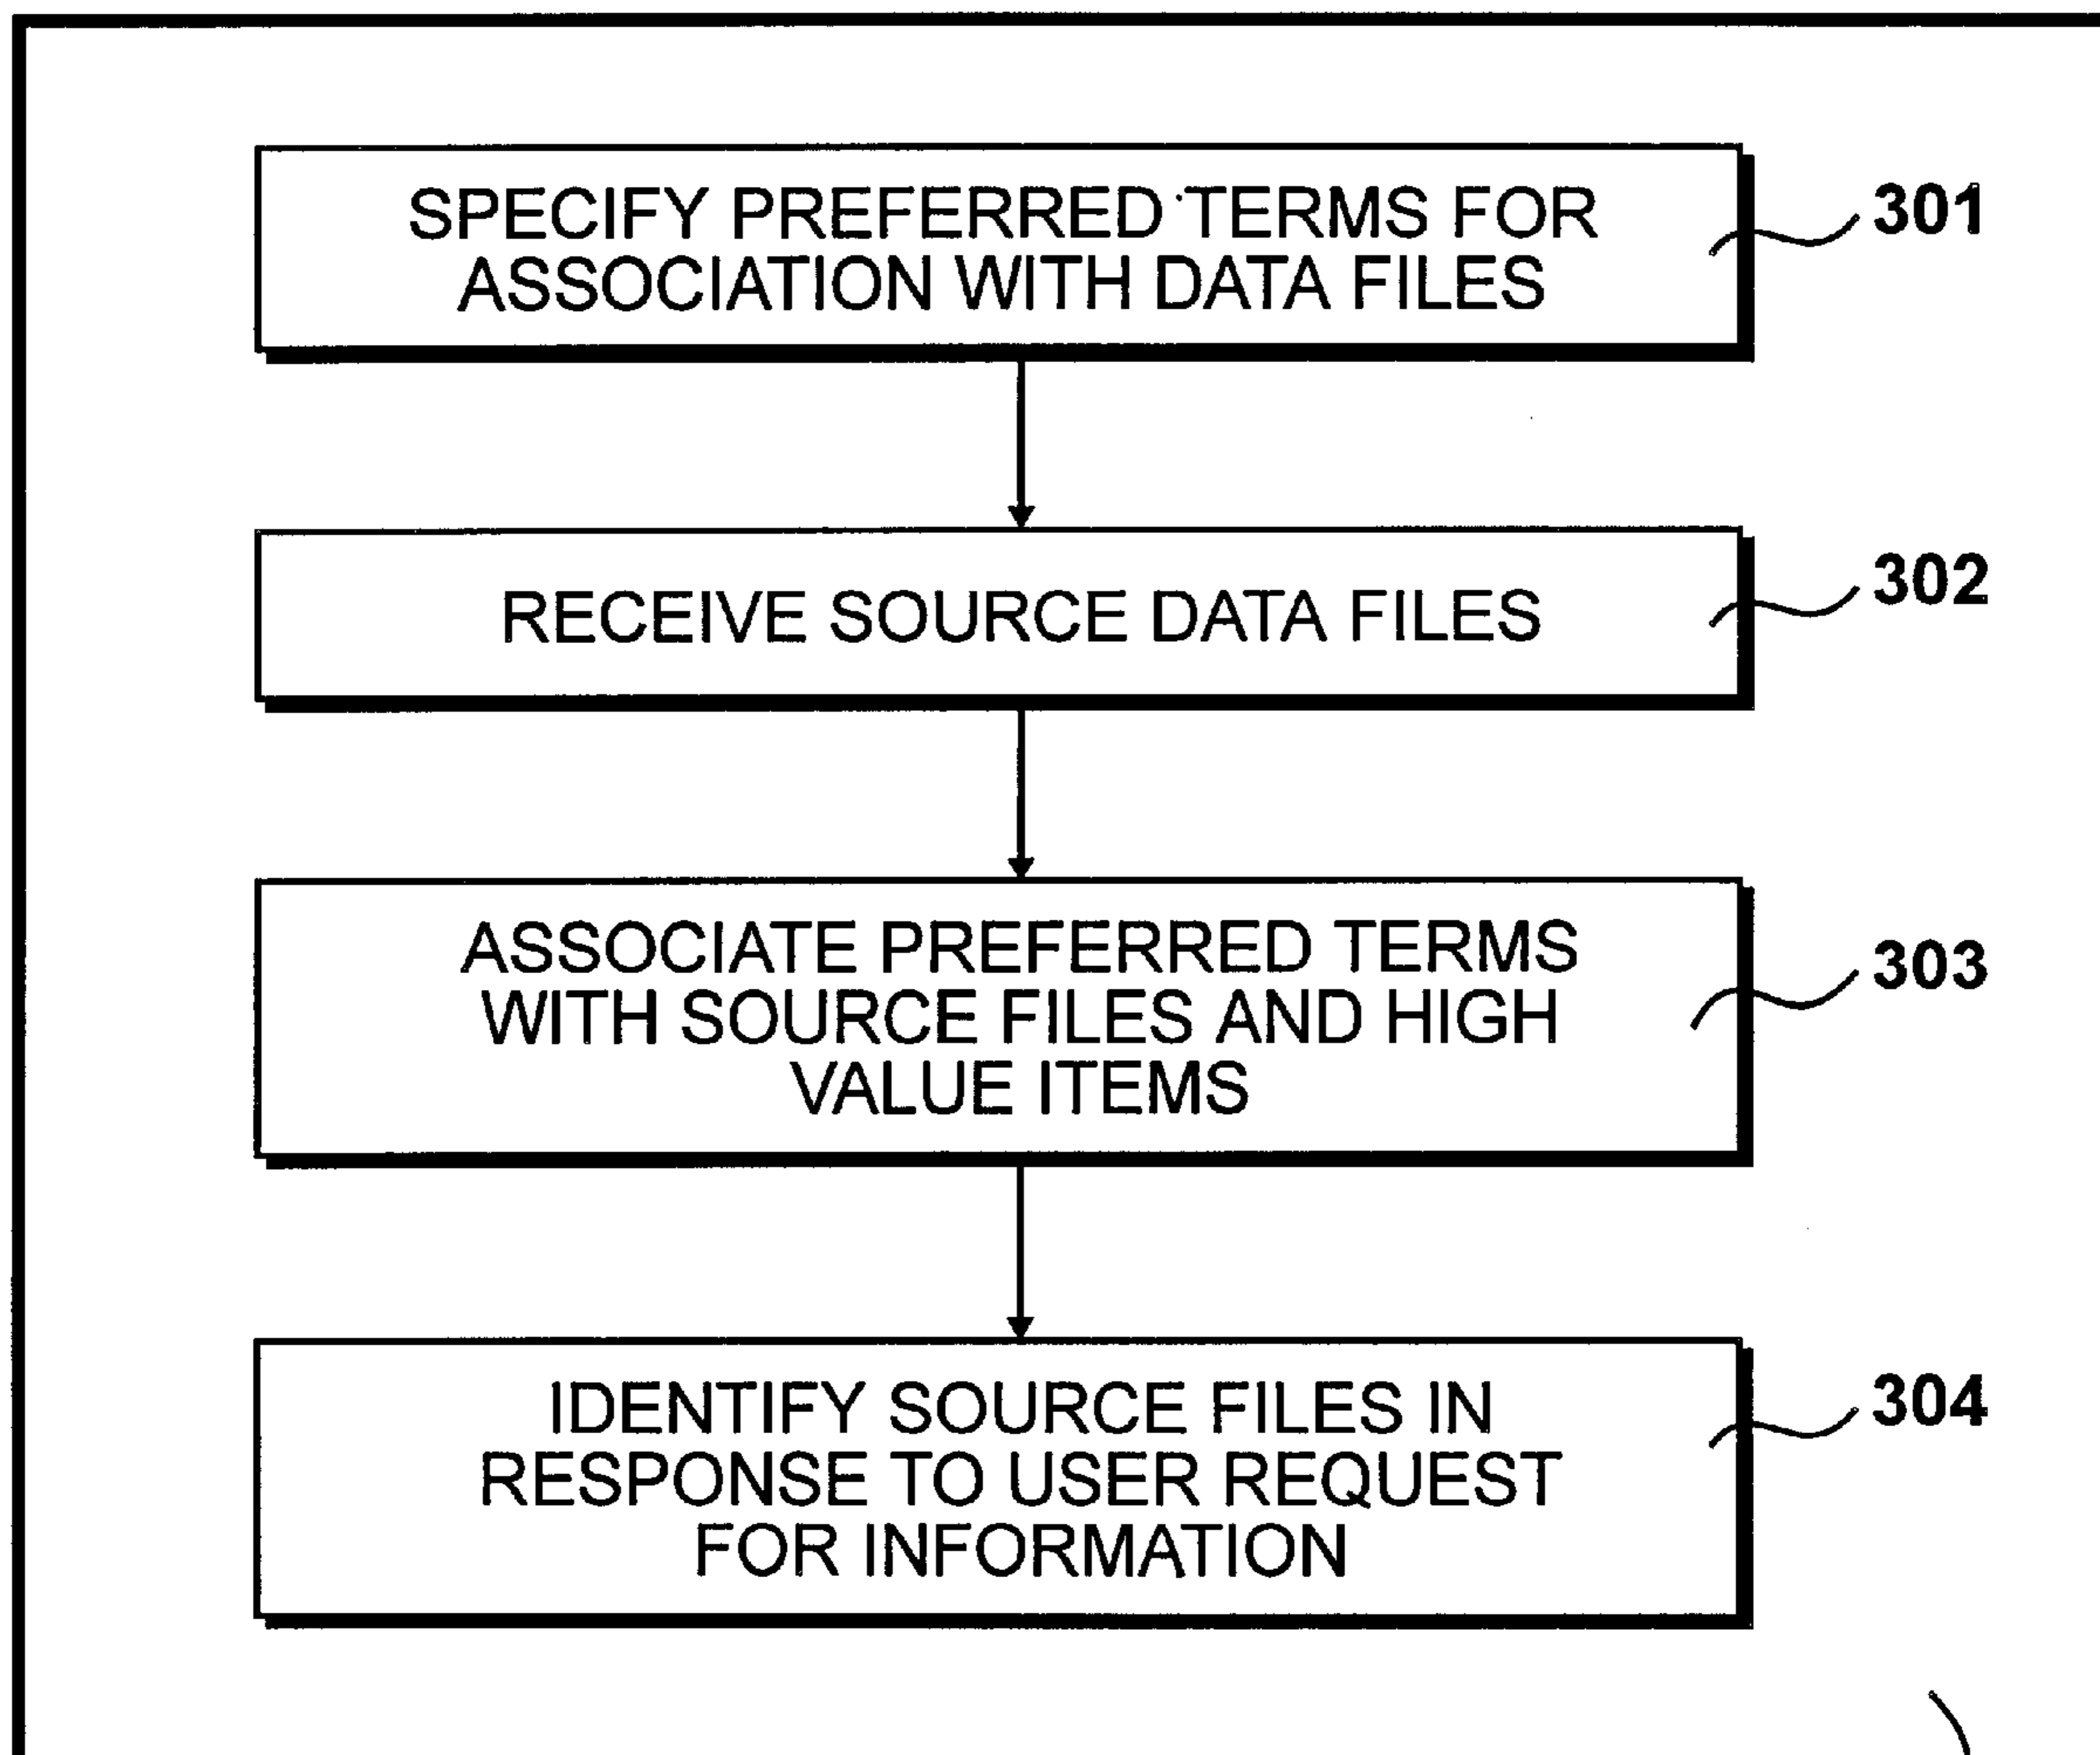 SPECIFY PREFERRED TERMS FOR
ASSOCIATION WITH DATA FILES
301
RECEIVE SOURCE DATA FILES
302
ASSOCIATE PREFERRED TERMS
WITH SOURCE FILES AND HIGH
VALUE ITEMS
303
IDENTIFY SOURCE FILES IN
RESPONSE TO USER REQUEST
FOR INFORMATION
304